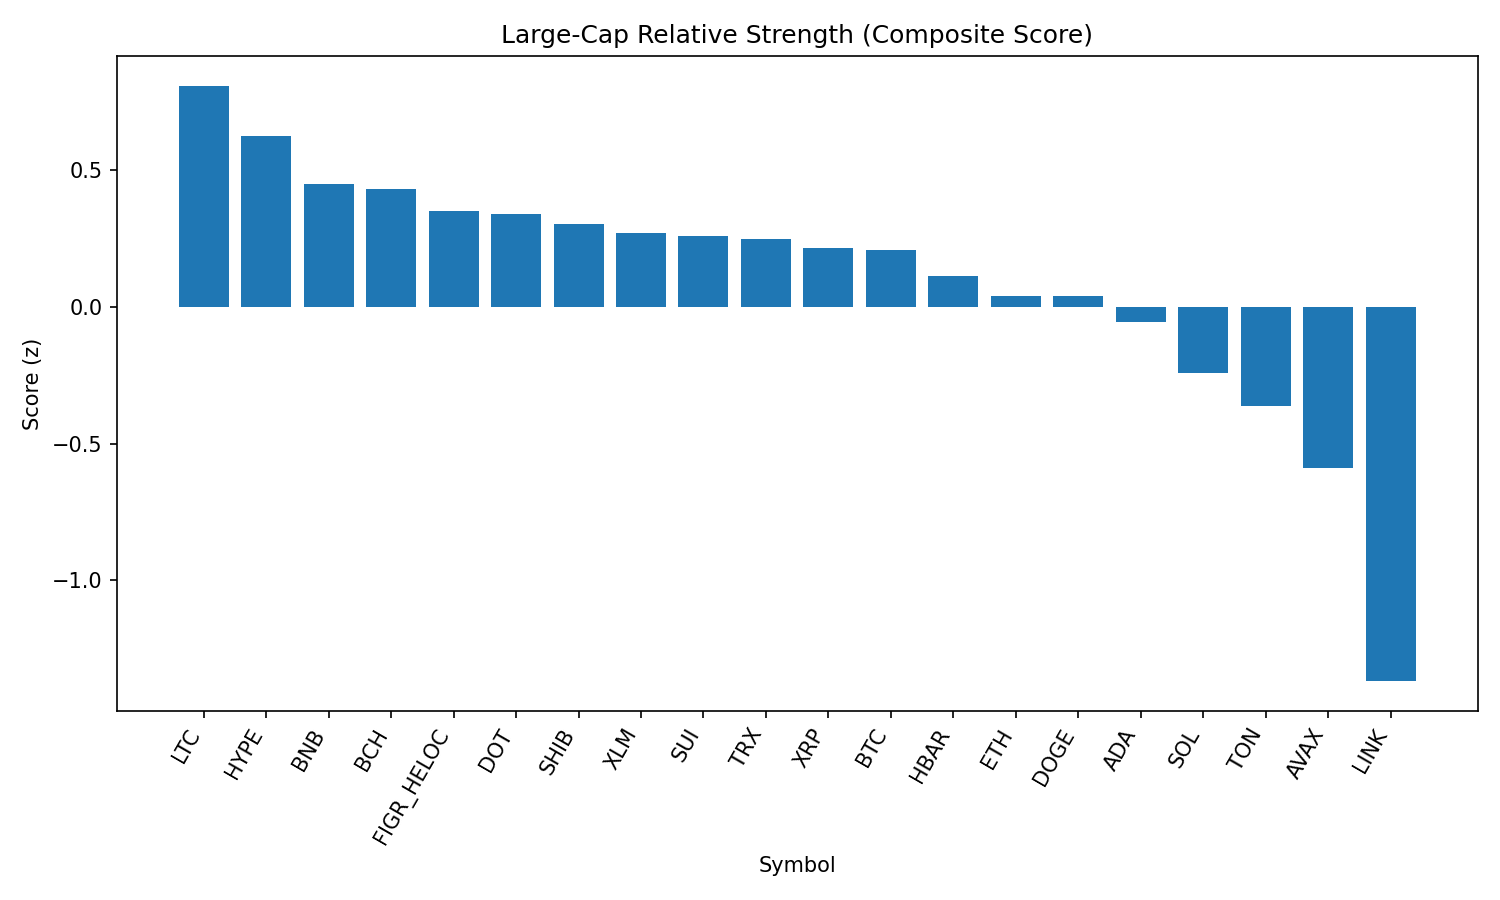 Large-Cap Relative Strength (Composite Score)
Score (z)
0.5
0.0
−0.5
−1.0
LTC
HYPE
BNB
BCH
FIGR_HELOC
DOT
SHIB
XLM
SUI
TRX
XRP
BTC
HBAR
ETH
DOGE
ADA
SOL
TON
AVAX
LINK
Symbol